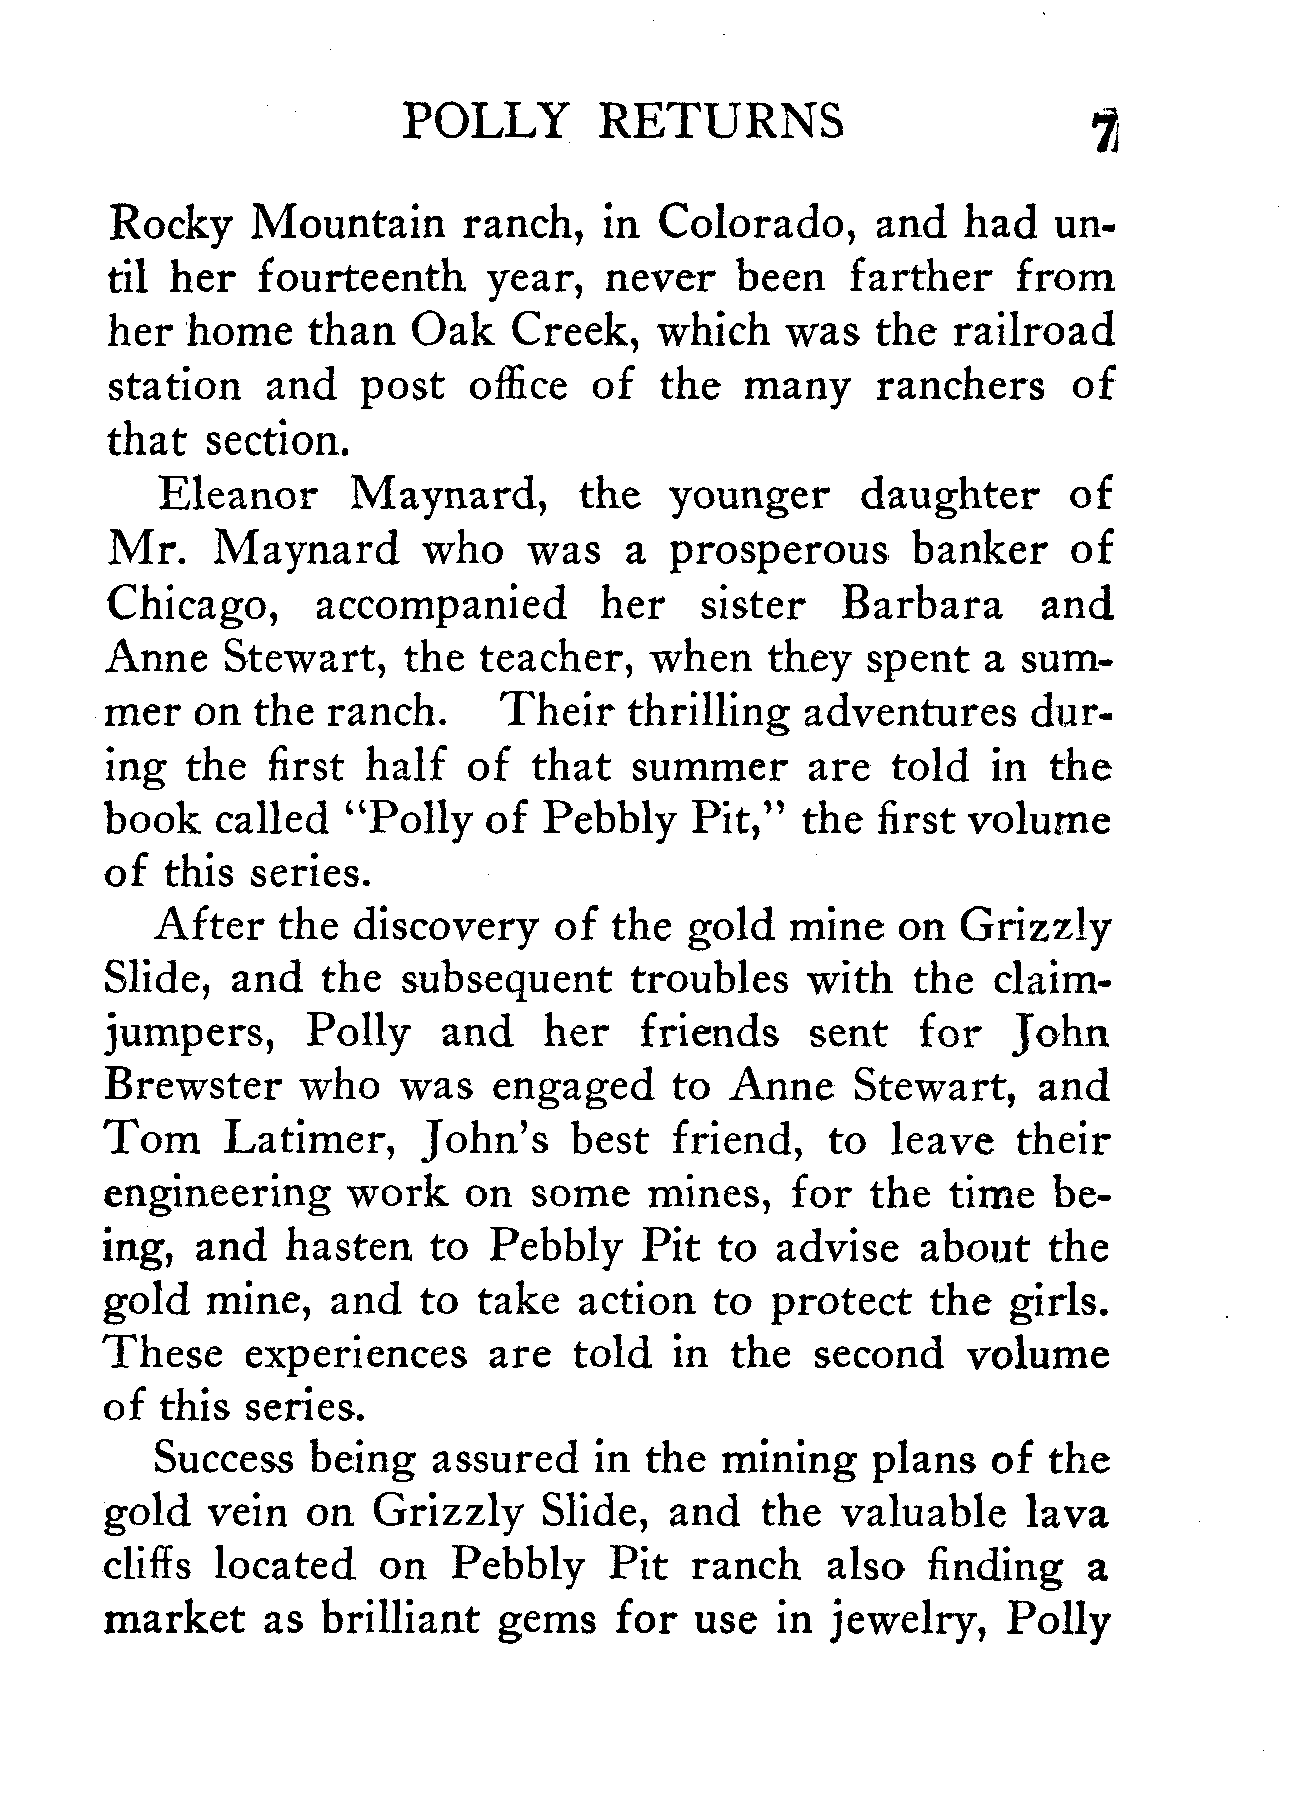 POLLY RETURNS 7
Rocky Mountain ranch, in Colorado, and had un-
til her fourteenth year, never been farther from
her home than Oak Creek, which was the railroad
station and post office of the many ranchers of
that section.
Eleanor Maynard, the younger daughter of
Mr. Maynard who was a prosperous banker of
Chicago, accompanied her sister Barbara and
Anne Stewart, the teacher, when they spent a sum-
mer on the ranch. Their thrilling adventures dur-
ing the first half of that summer are told in the
book called “Polly of Pebbly Pit,” the first volume
of this series.
After the discovery of the gold mine on Grizzly
Slide, and the subsequent troubles with the claim-
jumpers, Polly and her friends sent for John
Brewster who was engaged to Anne Stewart, and
Tom Latimer, John’s best friend, to leave their
engineering work on some mines, for the time be-
ing, and hasten to Pebbly Pit to advise about the
gold mine, and to take action to protect the girls.
These experiences are told in the second volume
of this series.
Success being assured in the mining plans of the
gold vein on Grizzly Slide, and the valuable lava
cliffs located on Pebbly Pit ranch also finding a
market as brilliant gems for use in jewelry, Polly